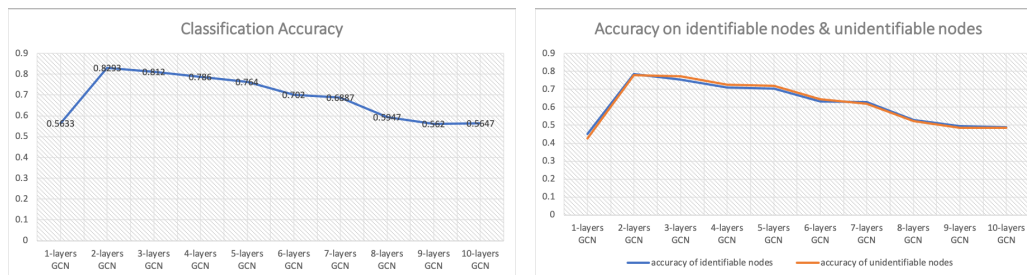 Classification Accuracy
0.9
0.8
0.7
0.6
0.5
0.4
0.3
0.2
0.1
0
0.5633
0.8293
0.812
0.786
0.764
0.702
0.6887
0.5947
0.562
0.5647
1-layers GCN
2-layers GCN
3-layers GCN
4-layers GCN
5-layers GCN
6-layers GCN
7-layers GCN
8-layers GCN
9-layers GCN
10-layers GCN
Accuracy on identifiable nodes & unidentifiable nodes
0.9
0.8
0.7
0.6
0.5
0.4
0.3
0.2
0.1
0
1-layers GCN
2-layers GCN
3-layers GCN
4-layers GCN
5-layers GCN
6-layers GCN
7-layers GCN
8-layers GCN
9-layers GCN
10-layers GCN
accuracy of identifiable nodes
accuracy of unidentifiable nodes